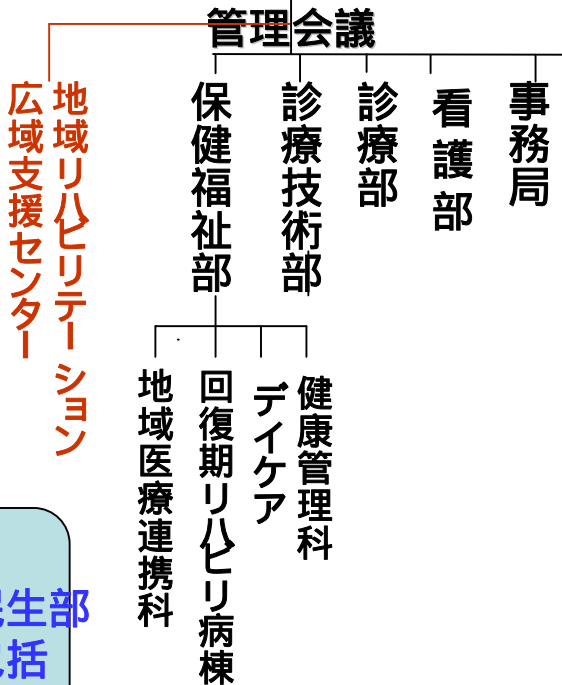 管理会議
事務局
看護部
診療部
診療技術部
保健福祉部
地域リハビリテーション
広域支援センター
健康管理科
デイケア
回復期リハビリ病棟
地域医療連携科
生部
括